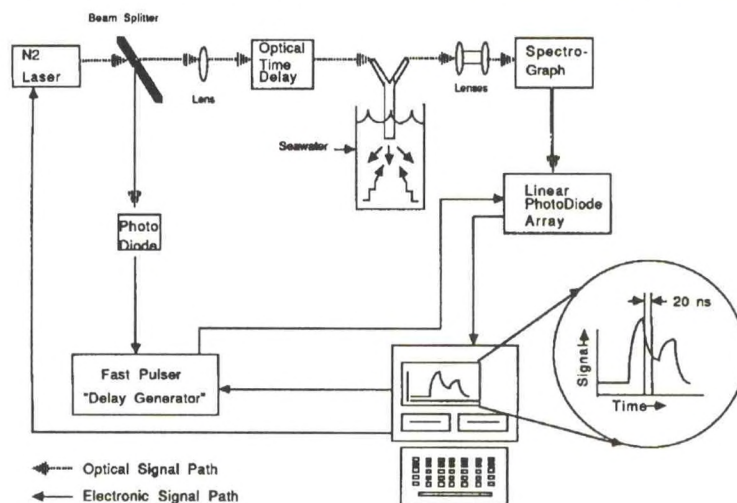 Beam Splitter
N2
Laser
Lens
Optical
Time
Delay
Lenses
Spectro-
Graph
Seawater
Photo
Diode
Linear
PhotoDiode
Array
Fast Pulser
"Delay Generator"
20 ns
Signal
Time
Optical Signal Path
Electronic Signal Path